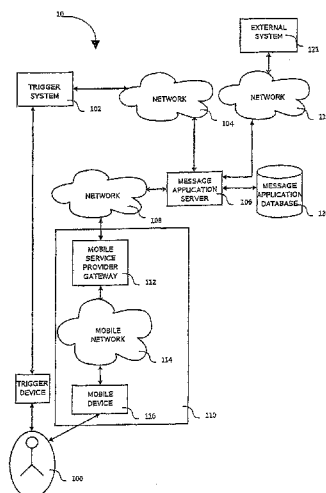 10
EXTERNAL
SYSTEM
121
TRIGGER
SYSTEM
102
NETWORK
104
NETWORK
MESSAGE
APPLICATION
SERVER
106
MESSAGE
APPLICATION
DATABASE
NETWORK
108
MOBILE
SERVICE
PROVIDER
GATEWAY
112
MOBILE
NETWORK
114
TRIGGER
DEVICE
MOBILE
DEVICE
116
110
100